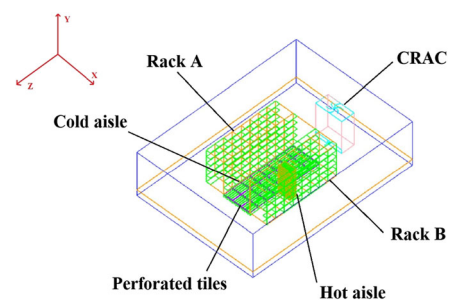 Y
X
Z
Rack A
CRAC
Cold aisle
Rack B
Perforated tiles
Hot aisle